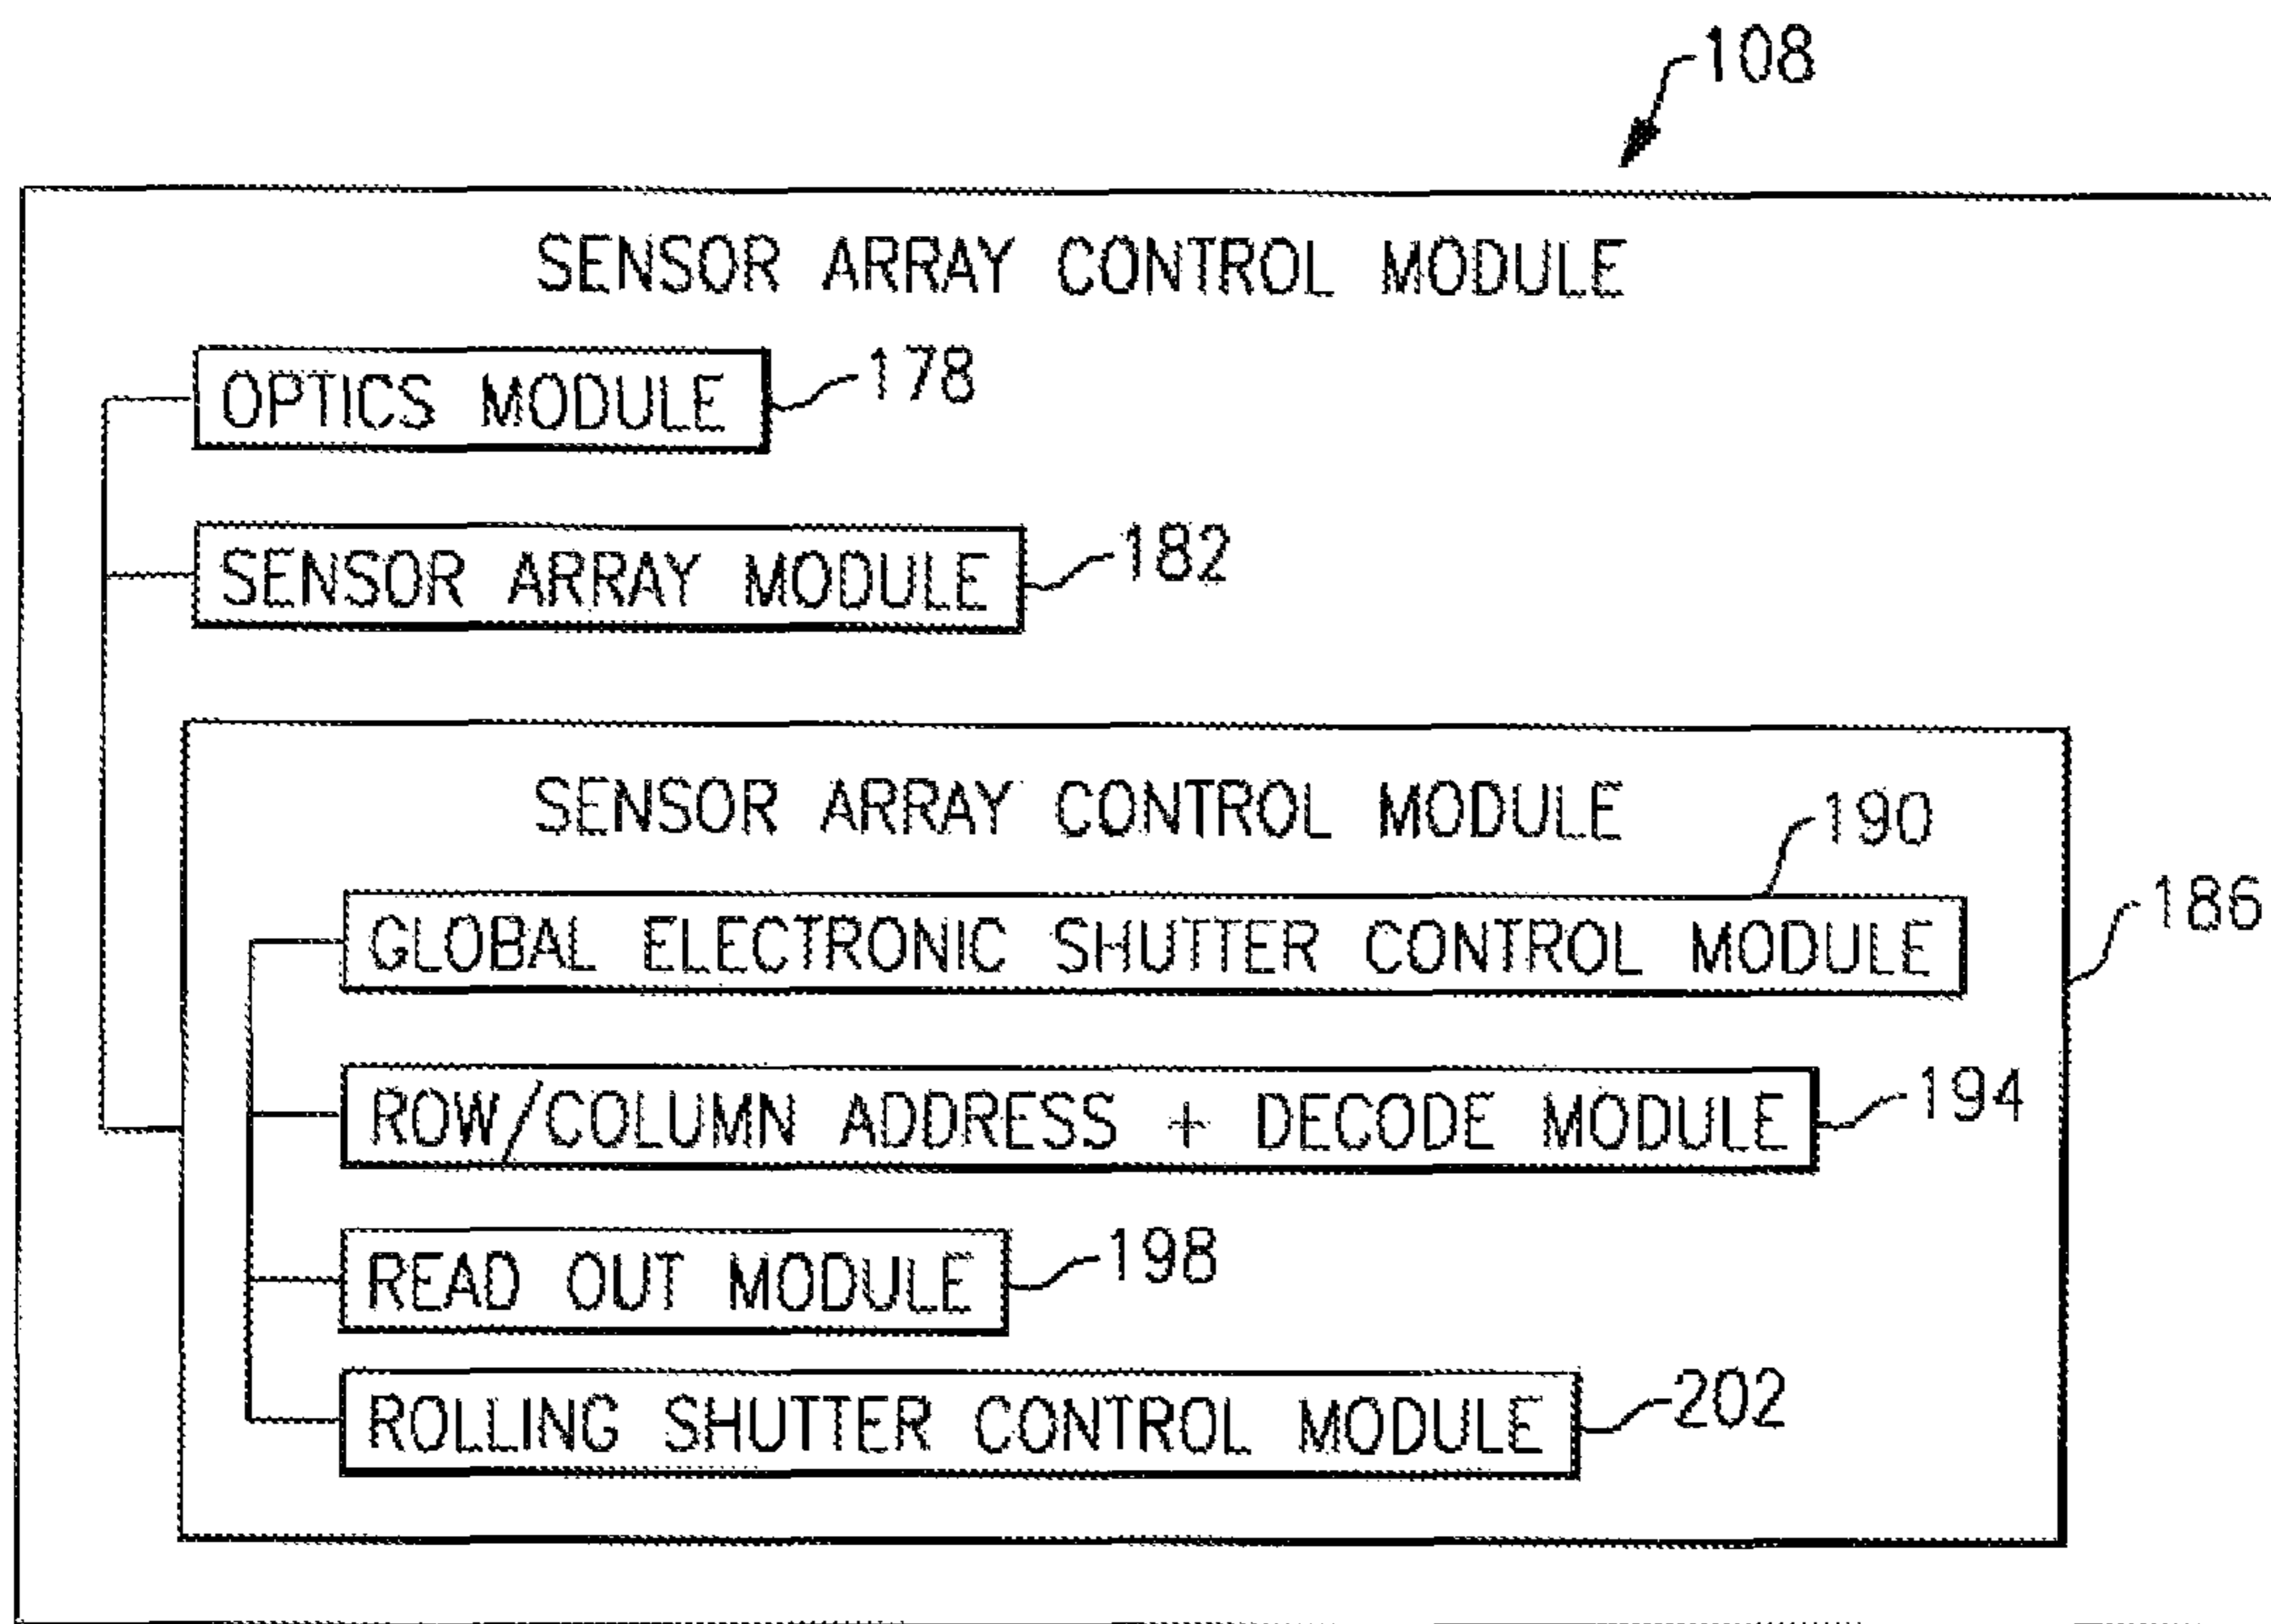 108
SENSOR ARRAY CONTROL MODULE
OPTICS MODULE 178
SENSOR ARRAY MODULE 182
SENSOR ARRAY CONTROL MODULE
190
GLOBAL ELECTRONIC SHUTTER CONTROL MODULE
186
ROW/COLUMN ADDRESS + DECODE MODULE 194
READ OUT MODULE 198
ROLLING SHUTTER CONTROL MODULE 202